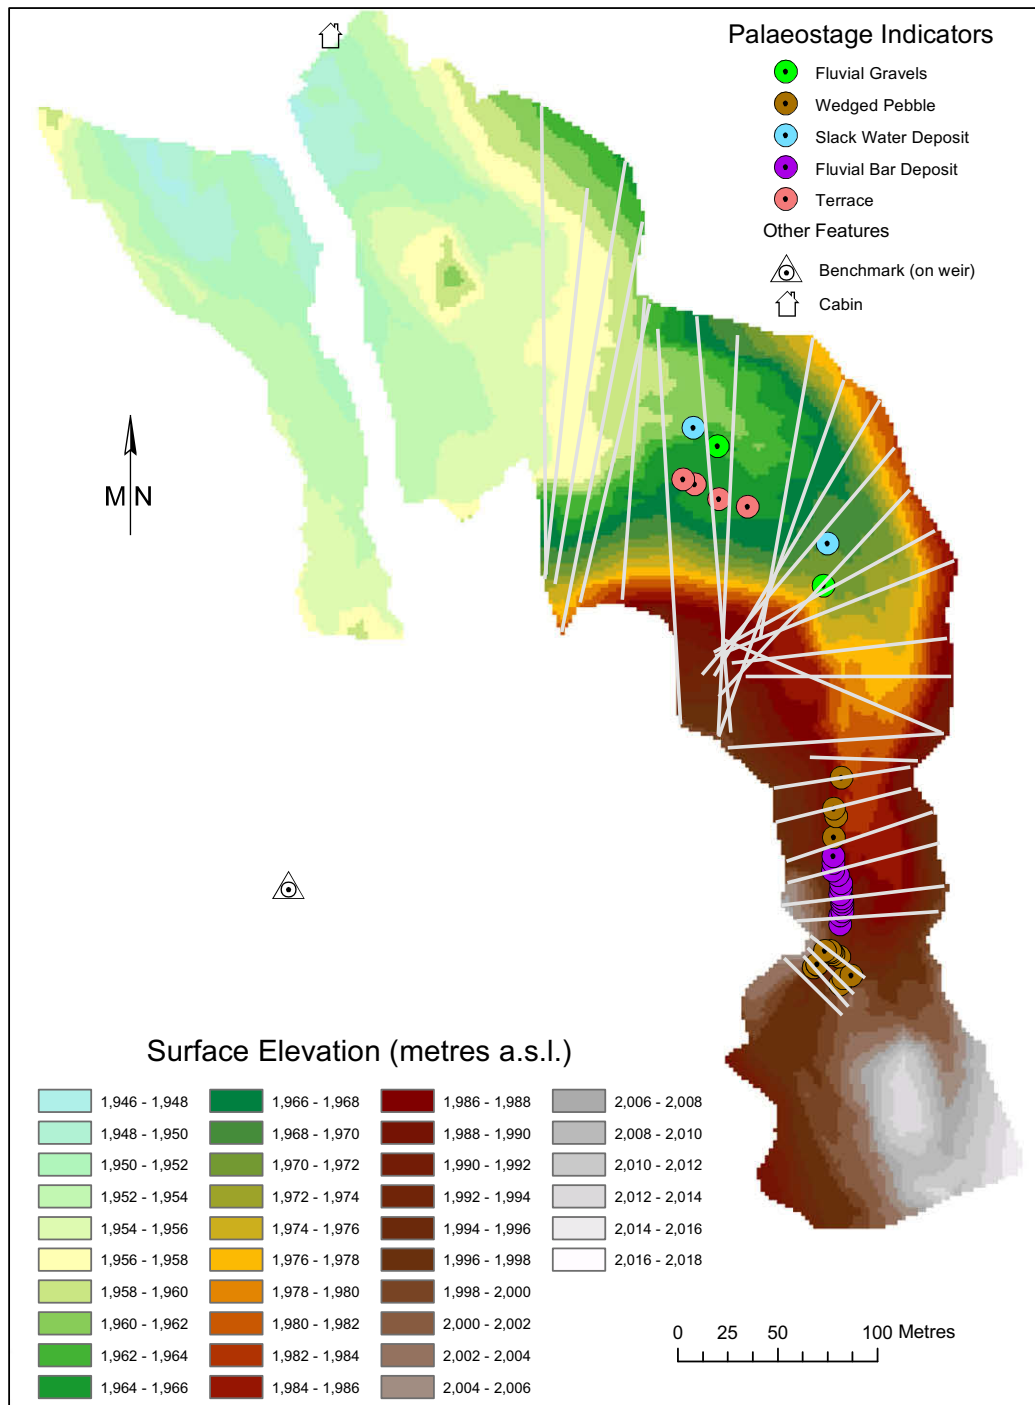 Palaeostage Indicators
Fluvial Gravels
Wedged Pebble
Slack Water Deposit
Fluvial Bar Deposit
Terrace
Other Features
Benchmark (on weir)
Cabin
M N
Surface Elevation (metres a.s.l.)
1,946 - 1,948
1,948 - 1,950
1,950 - 1,952
1,952 - 1,954
1,954 - 1,956
1,956 - 1,958
1,958 - 1,960
1,960 - 1,962
1,962 - 1,964
1,964 - 1,966
1,966 - 1,968
1,968 - 1,970
1,970 - 1,972
1,972 - 1,974
1,974 - 1,976
1,976 - 1,978
1,978 - 1,980
1,980 - 1,982
1,982 - 1,984
1,984 - 1,986
1,986 - 1,988
1,988 - 1,990
1,990 - 1,992
1,992 - 1,994
1,994 - 1,996
1,996 - 1,998
1,998 - 2,000
2,000 - 2,002
2,002 - 2,004
2,004 - 2,006
2,006 - 2,008
2,008 - 2,010
2,010 - 2,012
2,012 - 2,014
2,014 - 2,016
2,016 - 2,018
0 25 50 100 Metres